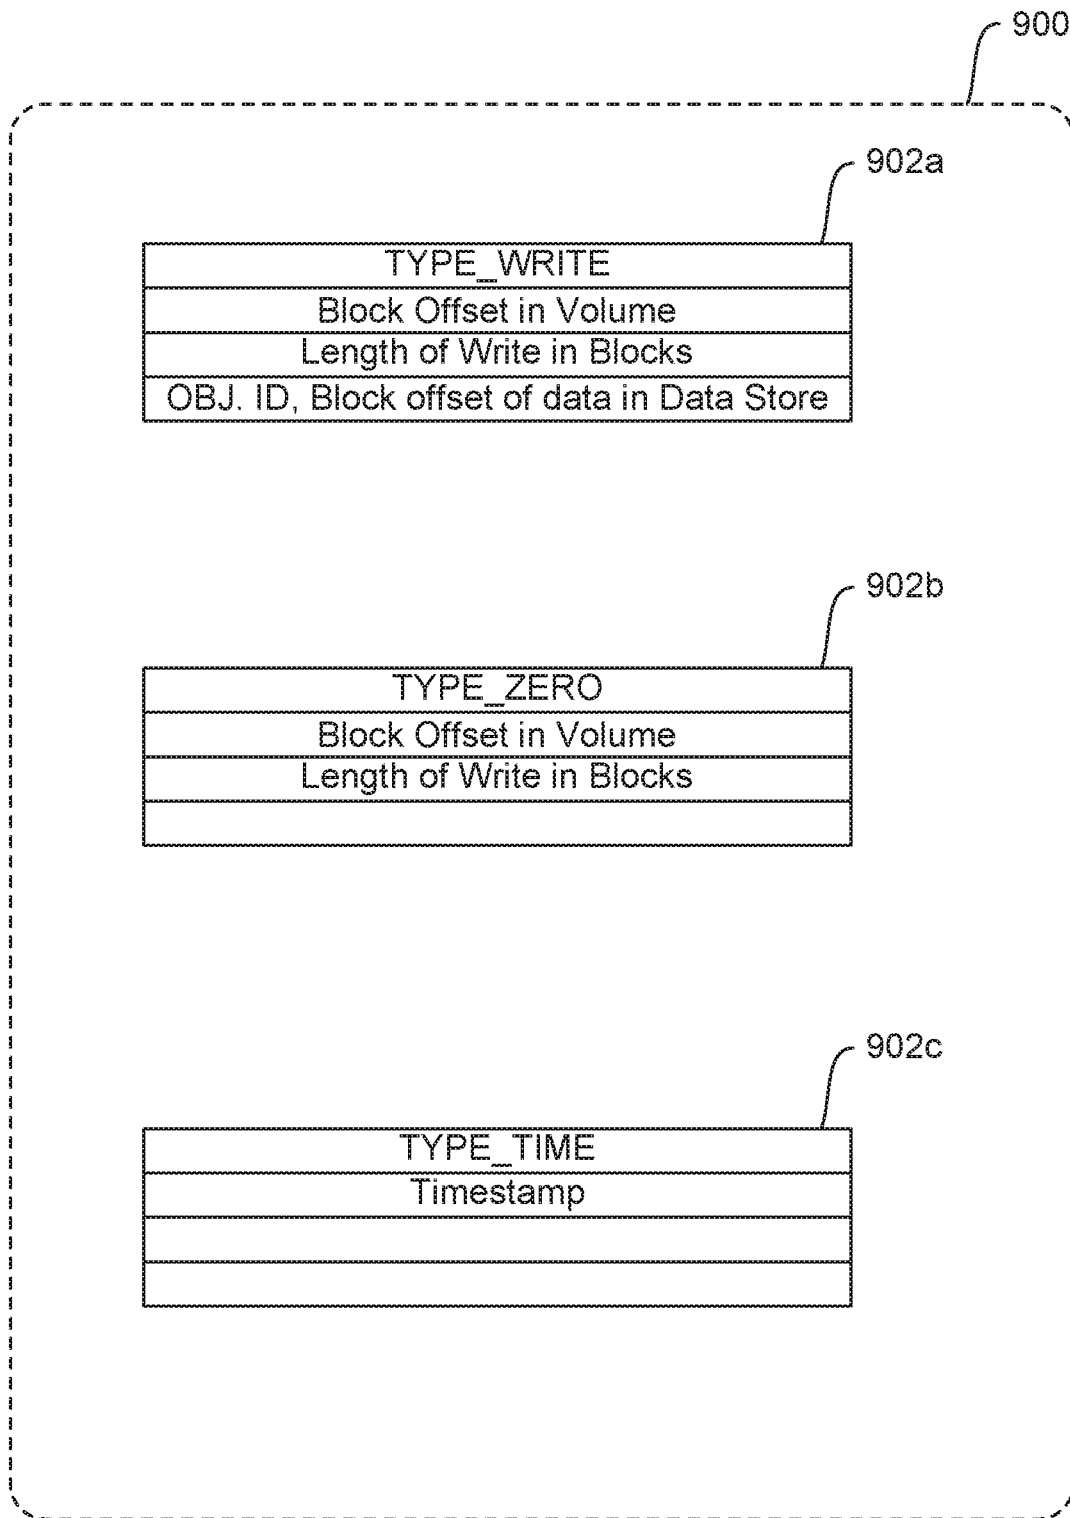 900
902a
TYPE_WRITE
Block Offset in Volume
Length of Write in Blocks
OBJ. ID, Block offset of data in Data Store
902b
TYPE_ZERO
Block Offset in Volume
Length of Write in Blocks
902c
TYPE_TIME
Timestamp